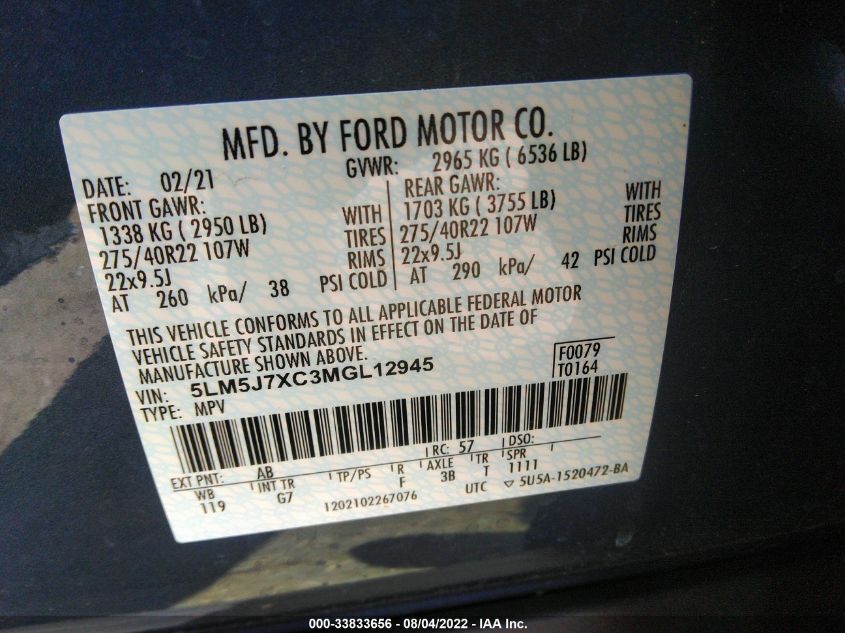 MFD. BY FORD MOTOR CO.
DATE: 02/21 GVWR: 2965 KG ( 6536 LB)
FRONT GAWR: REAR GAWR:
1338 KG ( 2950 LB) WITH 1703 KG ( 3755 LB) WITH
275/40R22 107W TIRES 275/40R22 107W TIRES
22x9.5J RIMS 22x9.5J RIMS
AT 260 kPa/ 38 PSI COLD AT 290 kPa/ 42 PSI COLD
THIS VEHICLE CONFORMS TO ALL APPLICABLE FEDERAL MOTOR
VEHICLE SAFETY STANDARDS IN EFFECT ON THE DATE OF
MANUFACTURE SHOWN ABOVE.
VIN: 5LM5J7XC3MGL12945 F0079
TYPE: MPV T0164
EXT PNT: AB RC: 57 DSO:
WB INT TR TP/PS R AXLE TR SPR
119 G7 F 3B T 1111
1202102267076 UTC ▽ 5U5A-1520472-BA
000-33833656 - 08/04/2022 - IAA Inc.